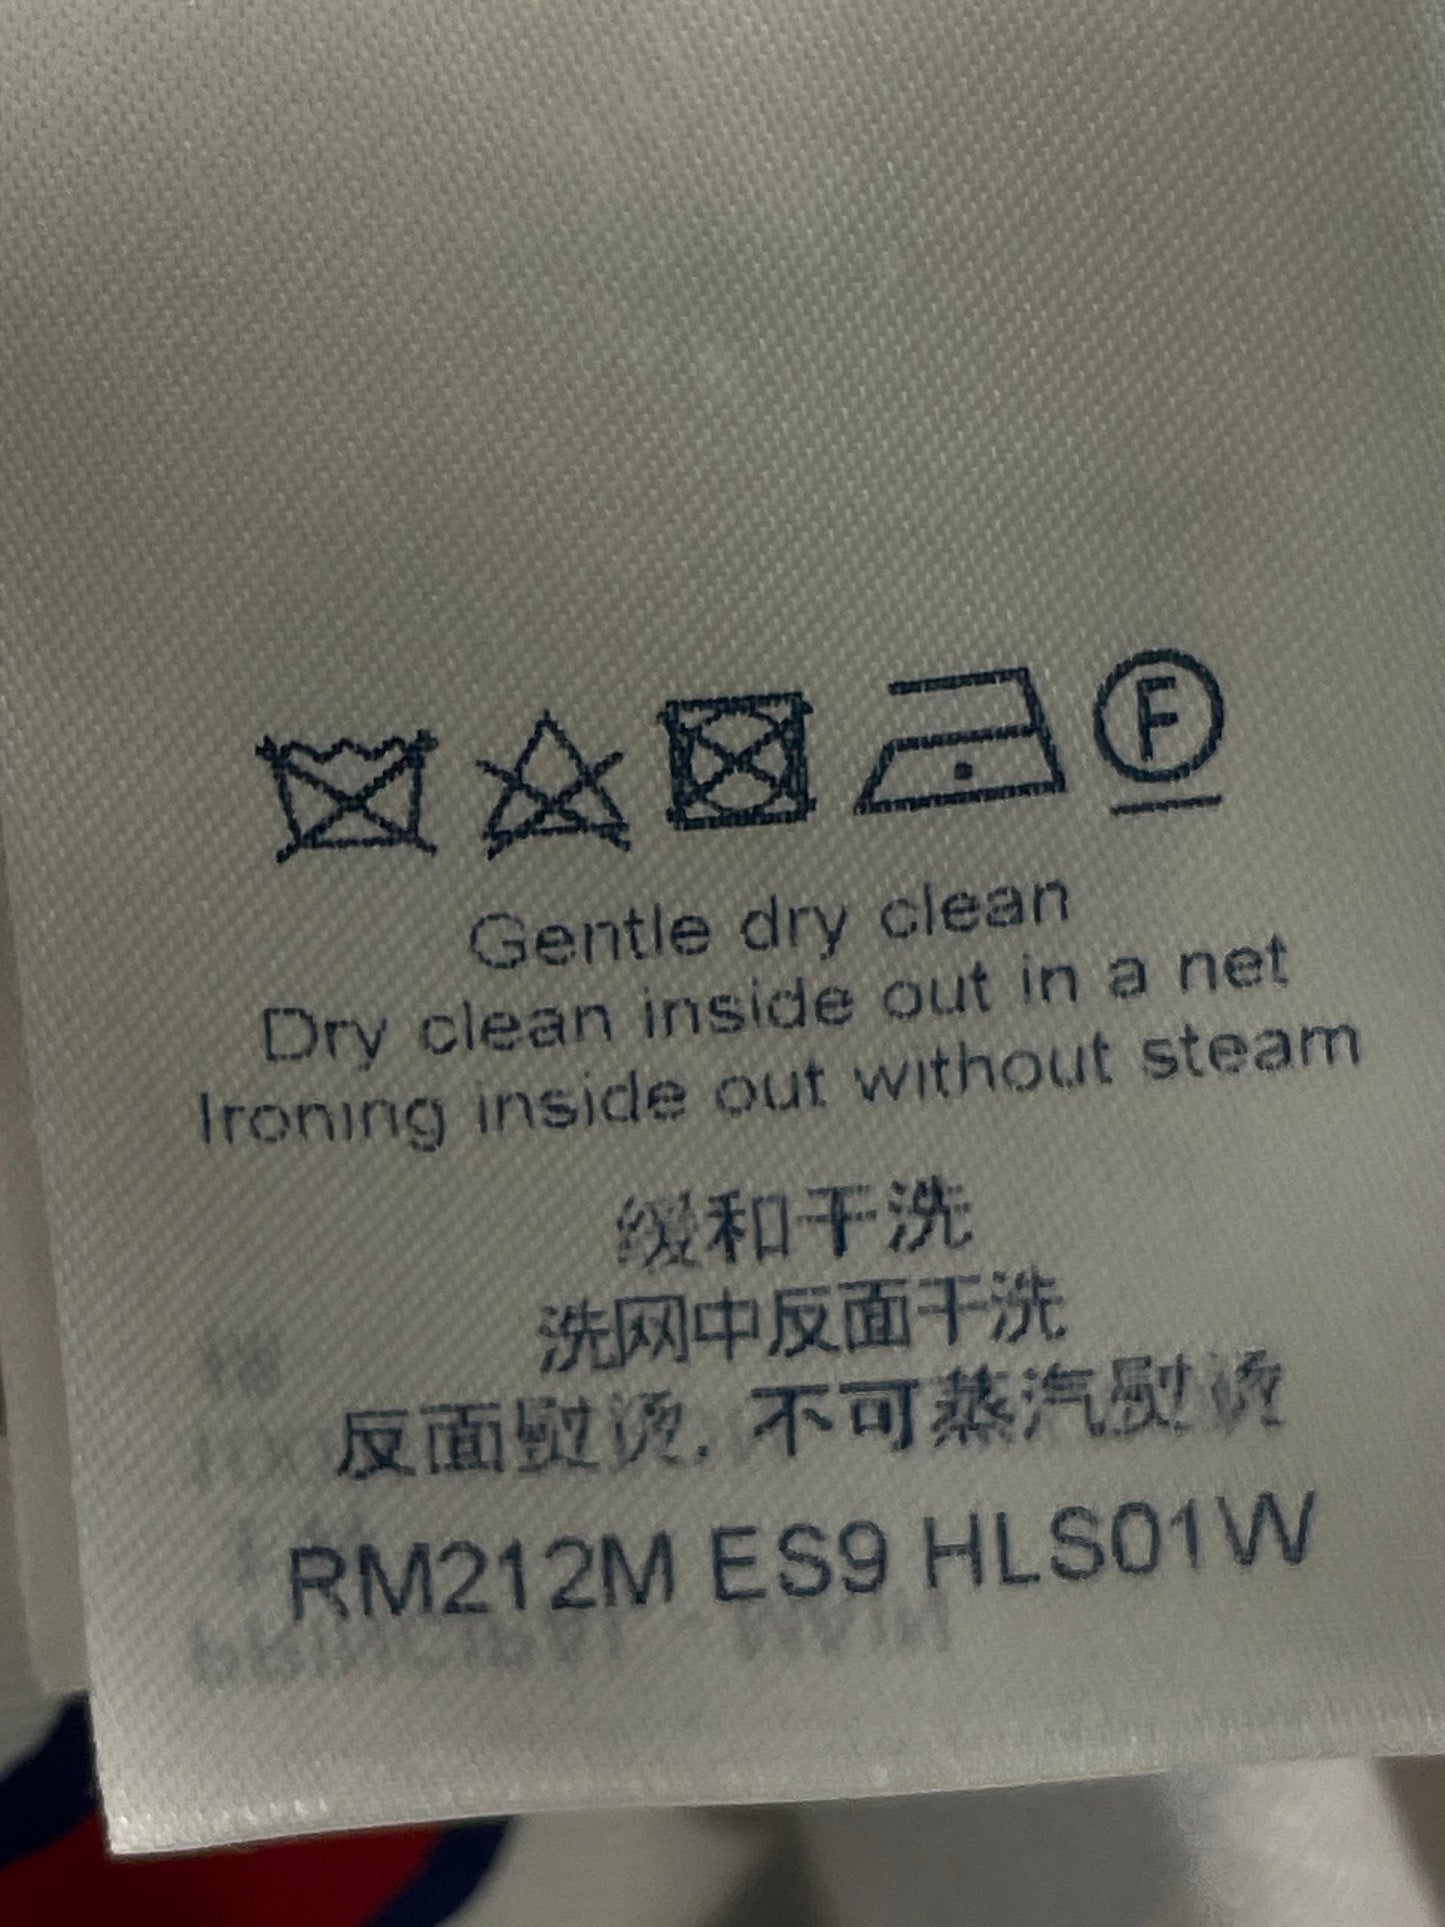 F
Gentle dry clean
Dry clean inside out in a net
Ironing inside out without steam
缓和干洗
洗网中反面干洗
反面熨烫, 不可蒸汽熨烫
RM212M ES9 HLS01W